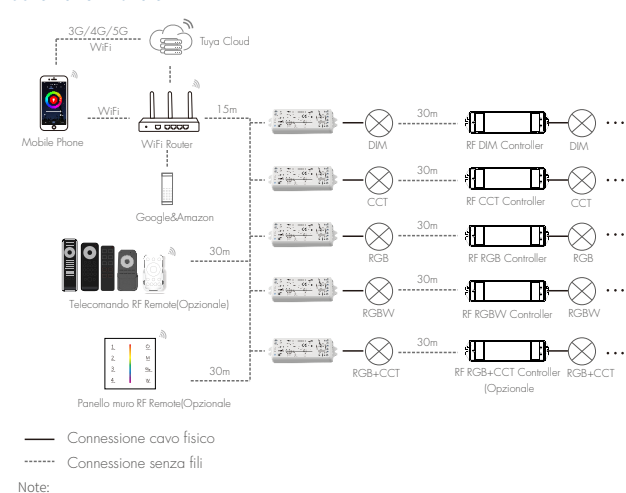 3G/4G/5G
WiFi
Tuya Cloud
WiFi
15m
Mobile Phone
WiFi Router
Google&Amazon
30m
DIM
RF DIM Controller
DIM
30m
CCT
RF CCT Controller
CCT
30m
RGB
RF RGB Controller
RGB
30m
Telecomando RF Remote(Opzionale)
30m
RGBW
RF RGBW Controller
RGBW
30m
Panello muro RF Remote(Opzionale
30m
RGB+CCT
RF RGB+CCT Controller
(Opzionale
RGB+CCT
Connessione cavo fisico
Connessione senza fili
Note: